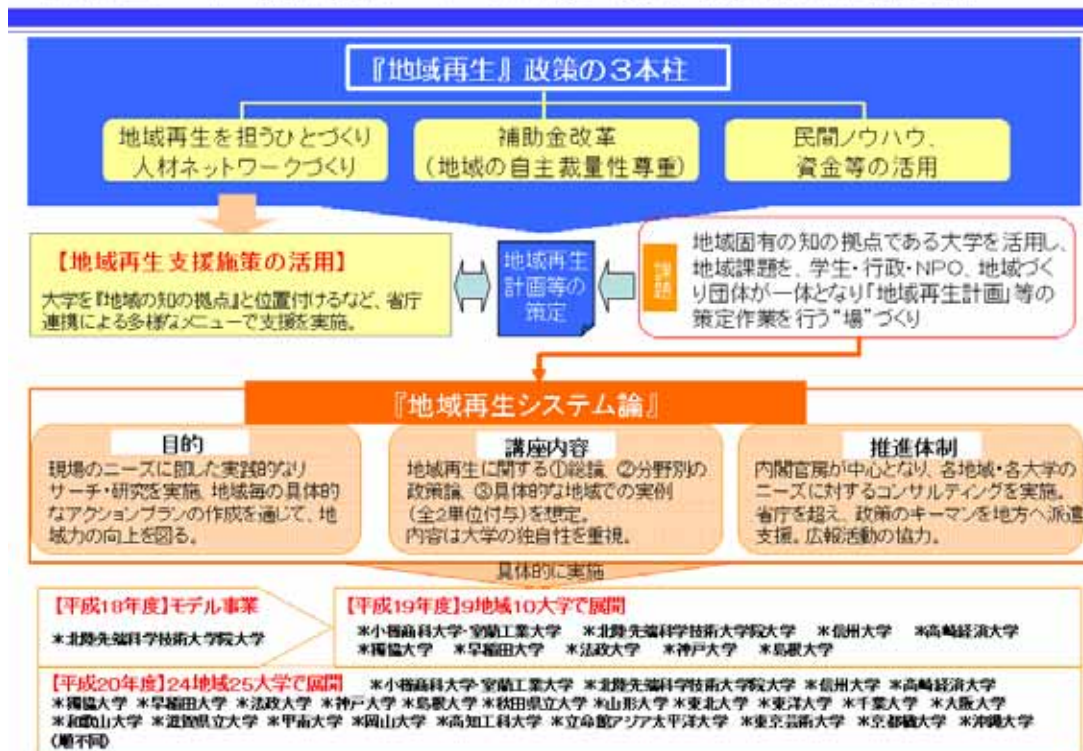 『地域再生』政策の３本柱
地域再生を担うひとづくり
人材ネットワークづくり
補助金改革
(地域の自主裁量性尊重)
民間ノウハウ、
資金等の活用
【地域再生支援施策の活用】
大学を『地域の知の拠点』と位置付けるなど、省庁
連携による多様なメニューで支援を実施。
地域再生
計画等の
策定
課題
地域固有の知の拠点である大学を活用し、
地域課題を、学生・行政・NPO、地域づく
り団体が一体となり「地域再生計画」等の
策定作業を行う“場”づくり
『地域再生システム論』
目的
現場のニーズに即した実践的なリ
サーチ・研究を実施、地域毎の具体的
なアクションプランの作成を通じて、地
域力の向上を図る。
講座内容
地域再生に関する①総論、②分野別の
政策論、③具体的な地域での実例
(全2単位付与)を想定。
内容は大学の独自性を重視。
推進体制
内閣官房が中心となり、各地域・各大学の
ニーズに対するコンサルティングを実施。
省庁を超え、政策のキーマンを地方へ派遣
支援。広報活動の協力。
具体的に実施
【平成18年度】モデル事業
＊北陸先端科学技術大学院大学
【平成19年度】9地域10大学で展開
＊小樽商科大学・室蘭工業大学 ＊北陸先端科学技術大学院大学 ＊信州大学 ＊高崎経済大学
＊獨協大学 ＊早稲田大学 ＊法政大学 ＊神戸大学 ＊島根大学
【平成20年度】24地域25大学で展開 ＊小樽商科大学・室蘭工業大学 ＊北陸先端科学技術大学院大学 ＊信州大学 ＊高崎経済大学
＊獨協大学 ＊早稲田大学 ＊法政大学 ＊神戸大学 ＊島根大学 ＊秋田県立大学 ＊山形大学 ＊東北大学 ＊東洋大学 ＊千葉大学 ＊大阪大学
＊和歌山大学 ＊滋賀県立大学 ＊甲南大学 ＊岡山大学 ＊高知工科大学 ＊立命館アジア太平洋大学 ＊東京芸術大学 ＊京都橘大学 ＊沖縄大学
(順不同)